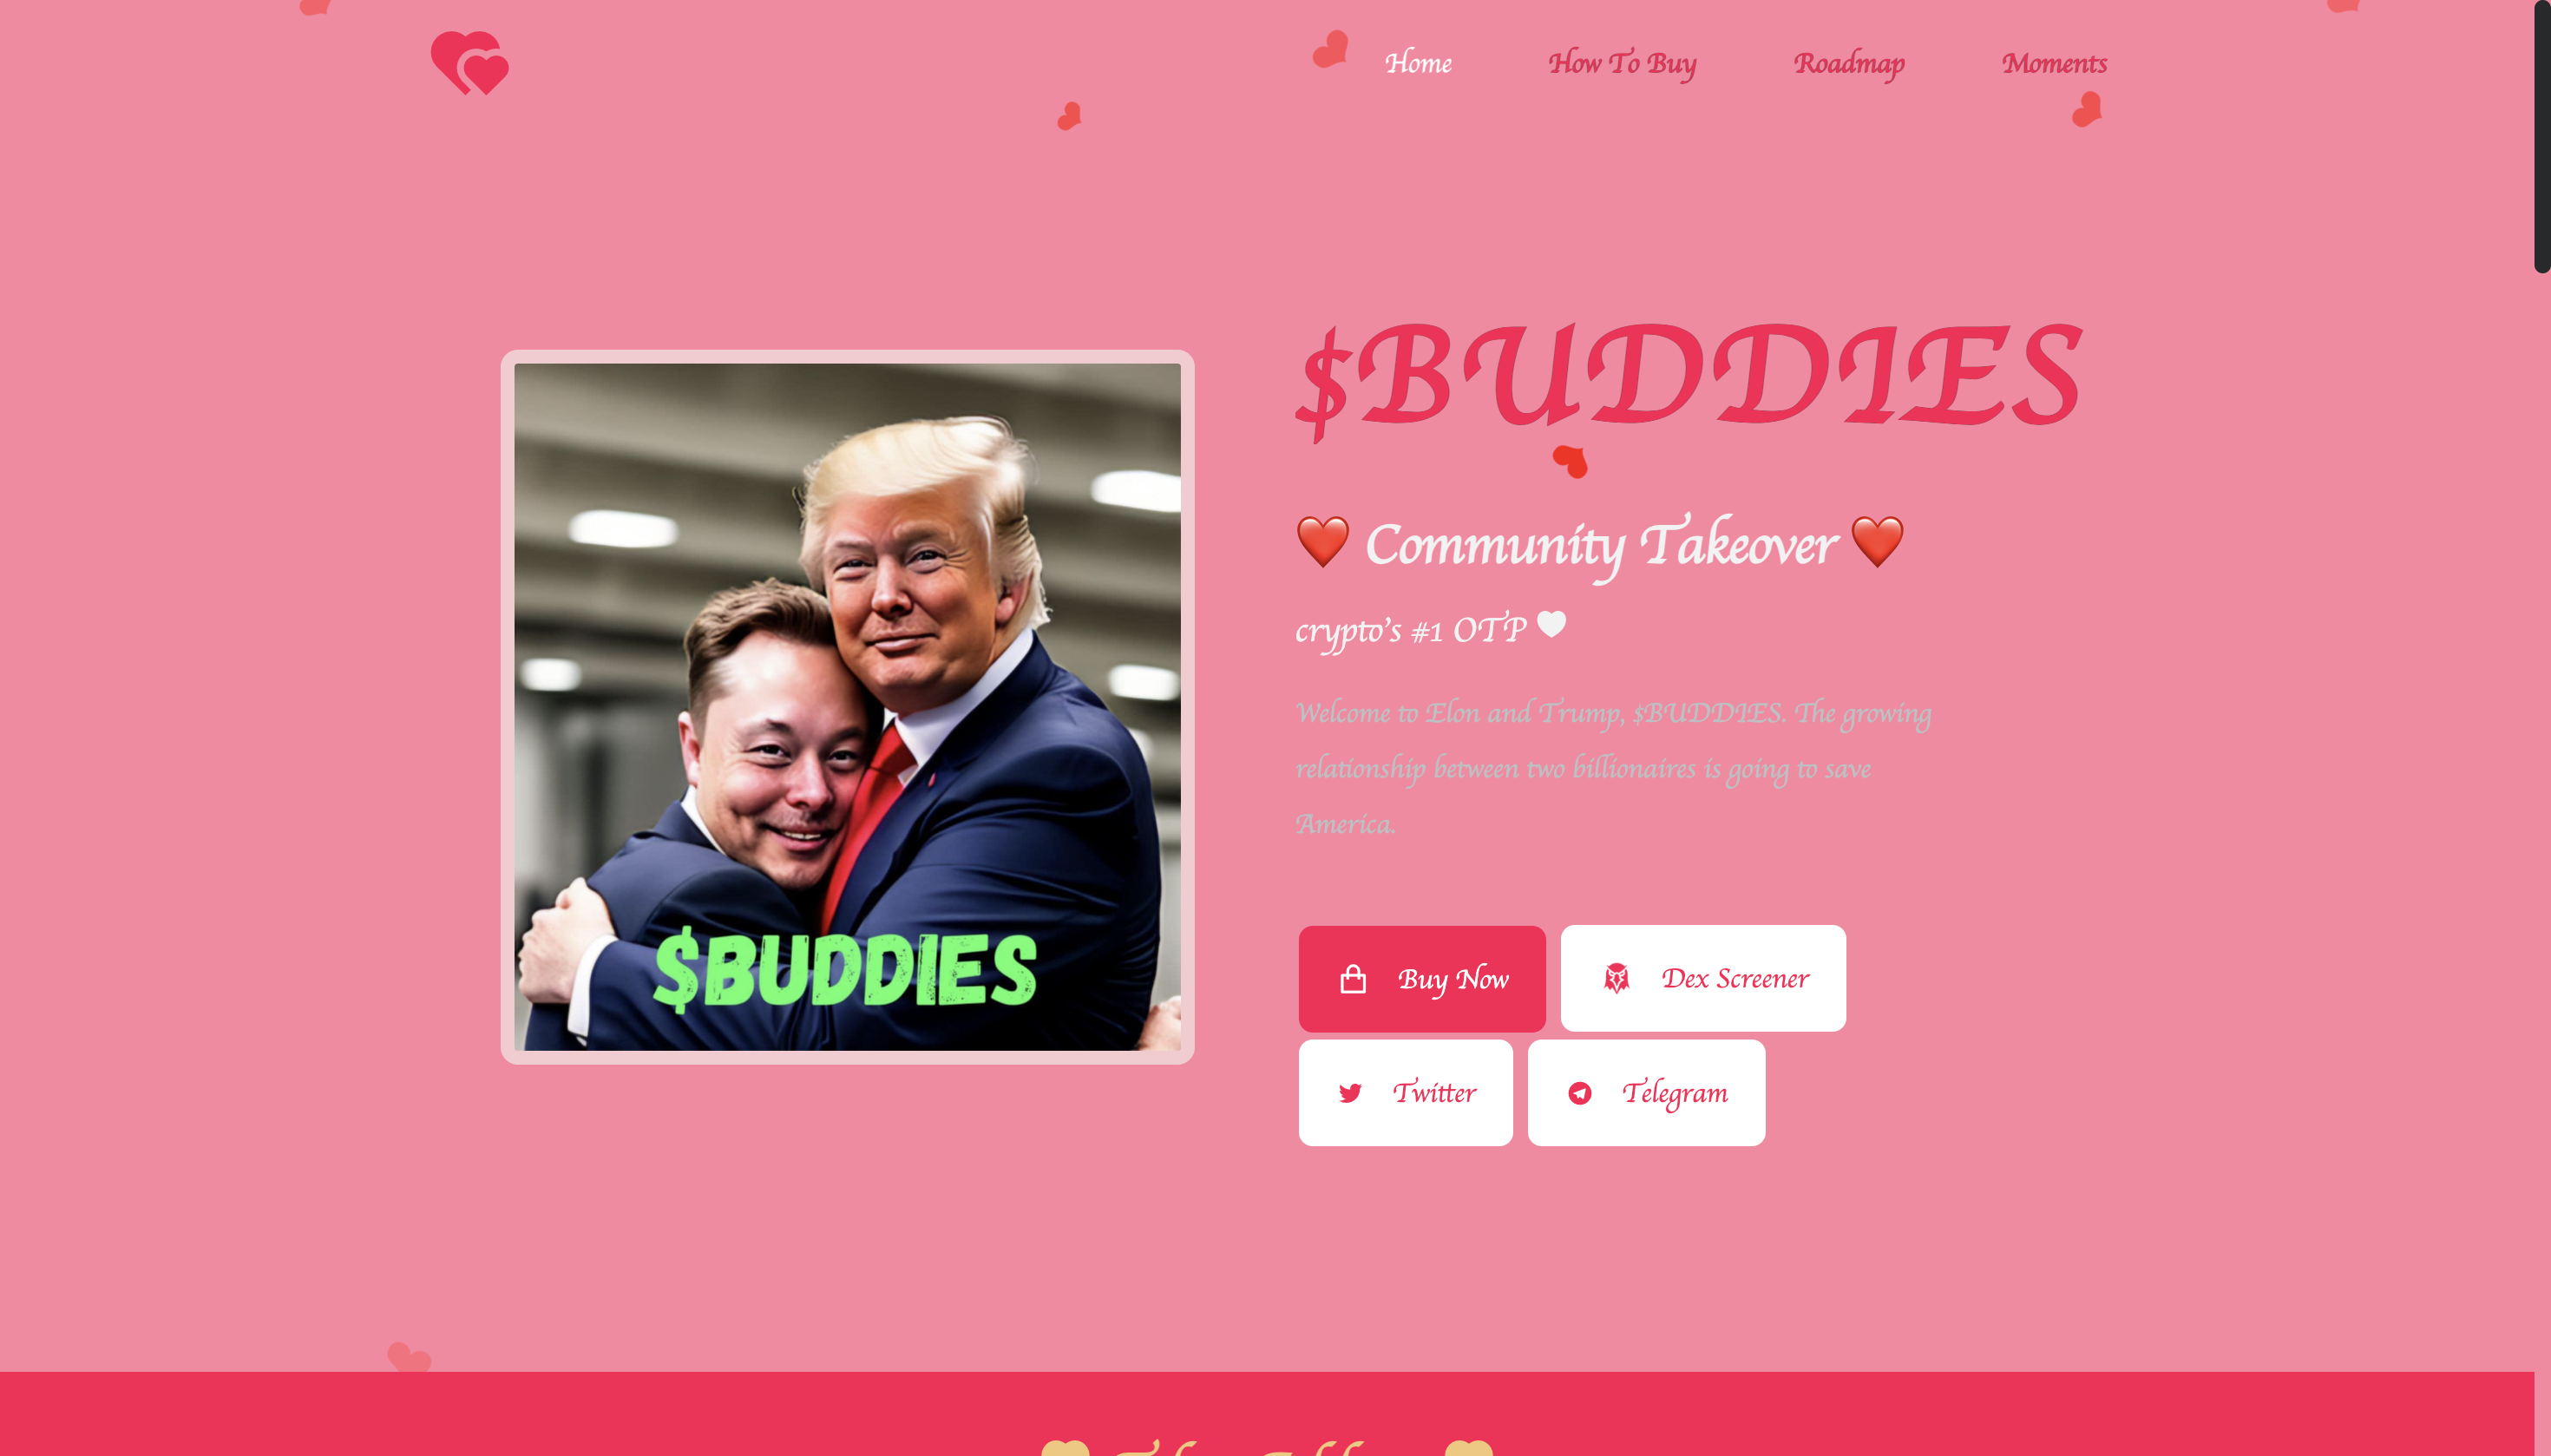 Home How To Buy Roadmap Moments
$BUDDIES
❤️ Community Takeover ❤️
crypto's #1 OTP
Welcome to Elon and Trump, $BUDDIES. The growing
relationship between two billionaires is going to save
America.
$BUDDIES
Buy Now Dex Screener
Twitter Telegram